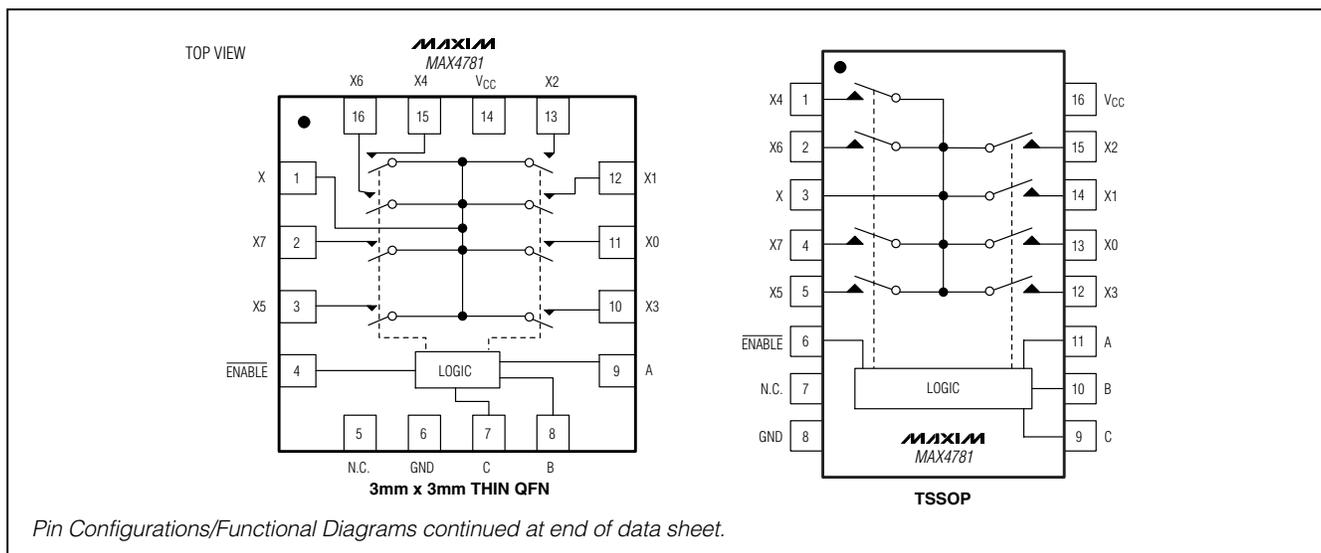 TOP VIEW
MAXIM
MAX4781
X6 X4 VCC X2
16 15 14 13
X 1 12 X1
X7 2 11 X0
X5 3 10 X3
ENABLE 4 LOGIC 9 A
5 6 7 8
N.C. GND C B
3mm x 3mm THIN QFN
X4 1 16 VCC
X6 2 15 X2
X 3 14 X1
X7 4 13 X0
X5 5 12 X3
ENABLE 6 11 A
N.C. 7 LOGIC 10 B
GND 8 MAXIM 9 C
MAX4781
TSSOP
Pin Configurations/Functional Diagrams continued at end of data sheet.